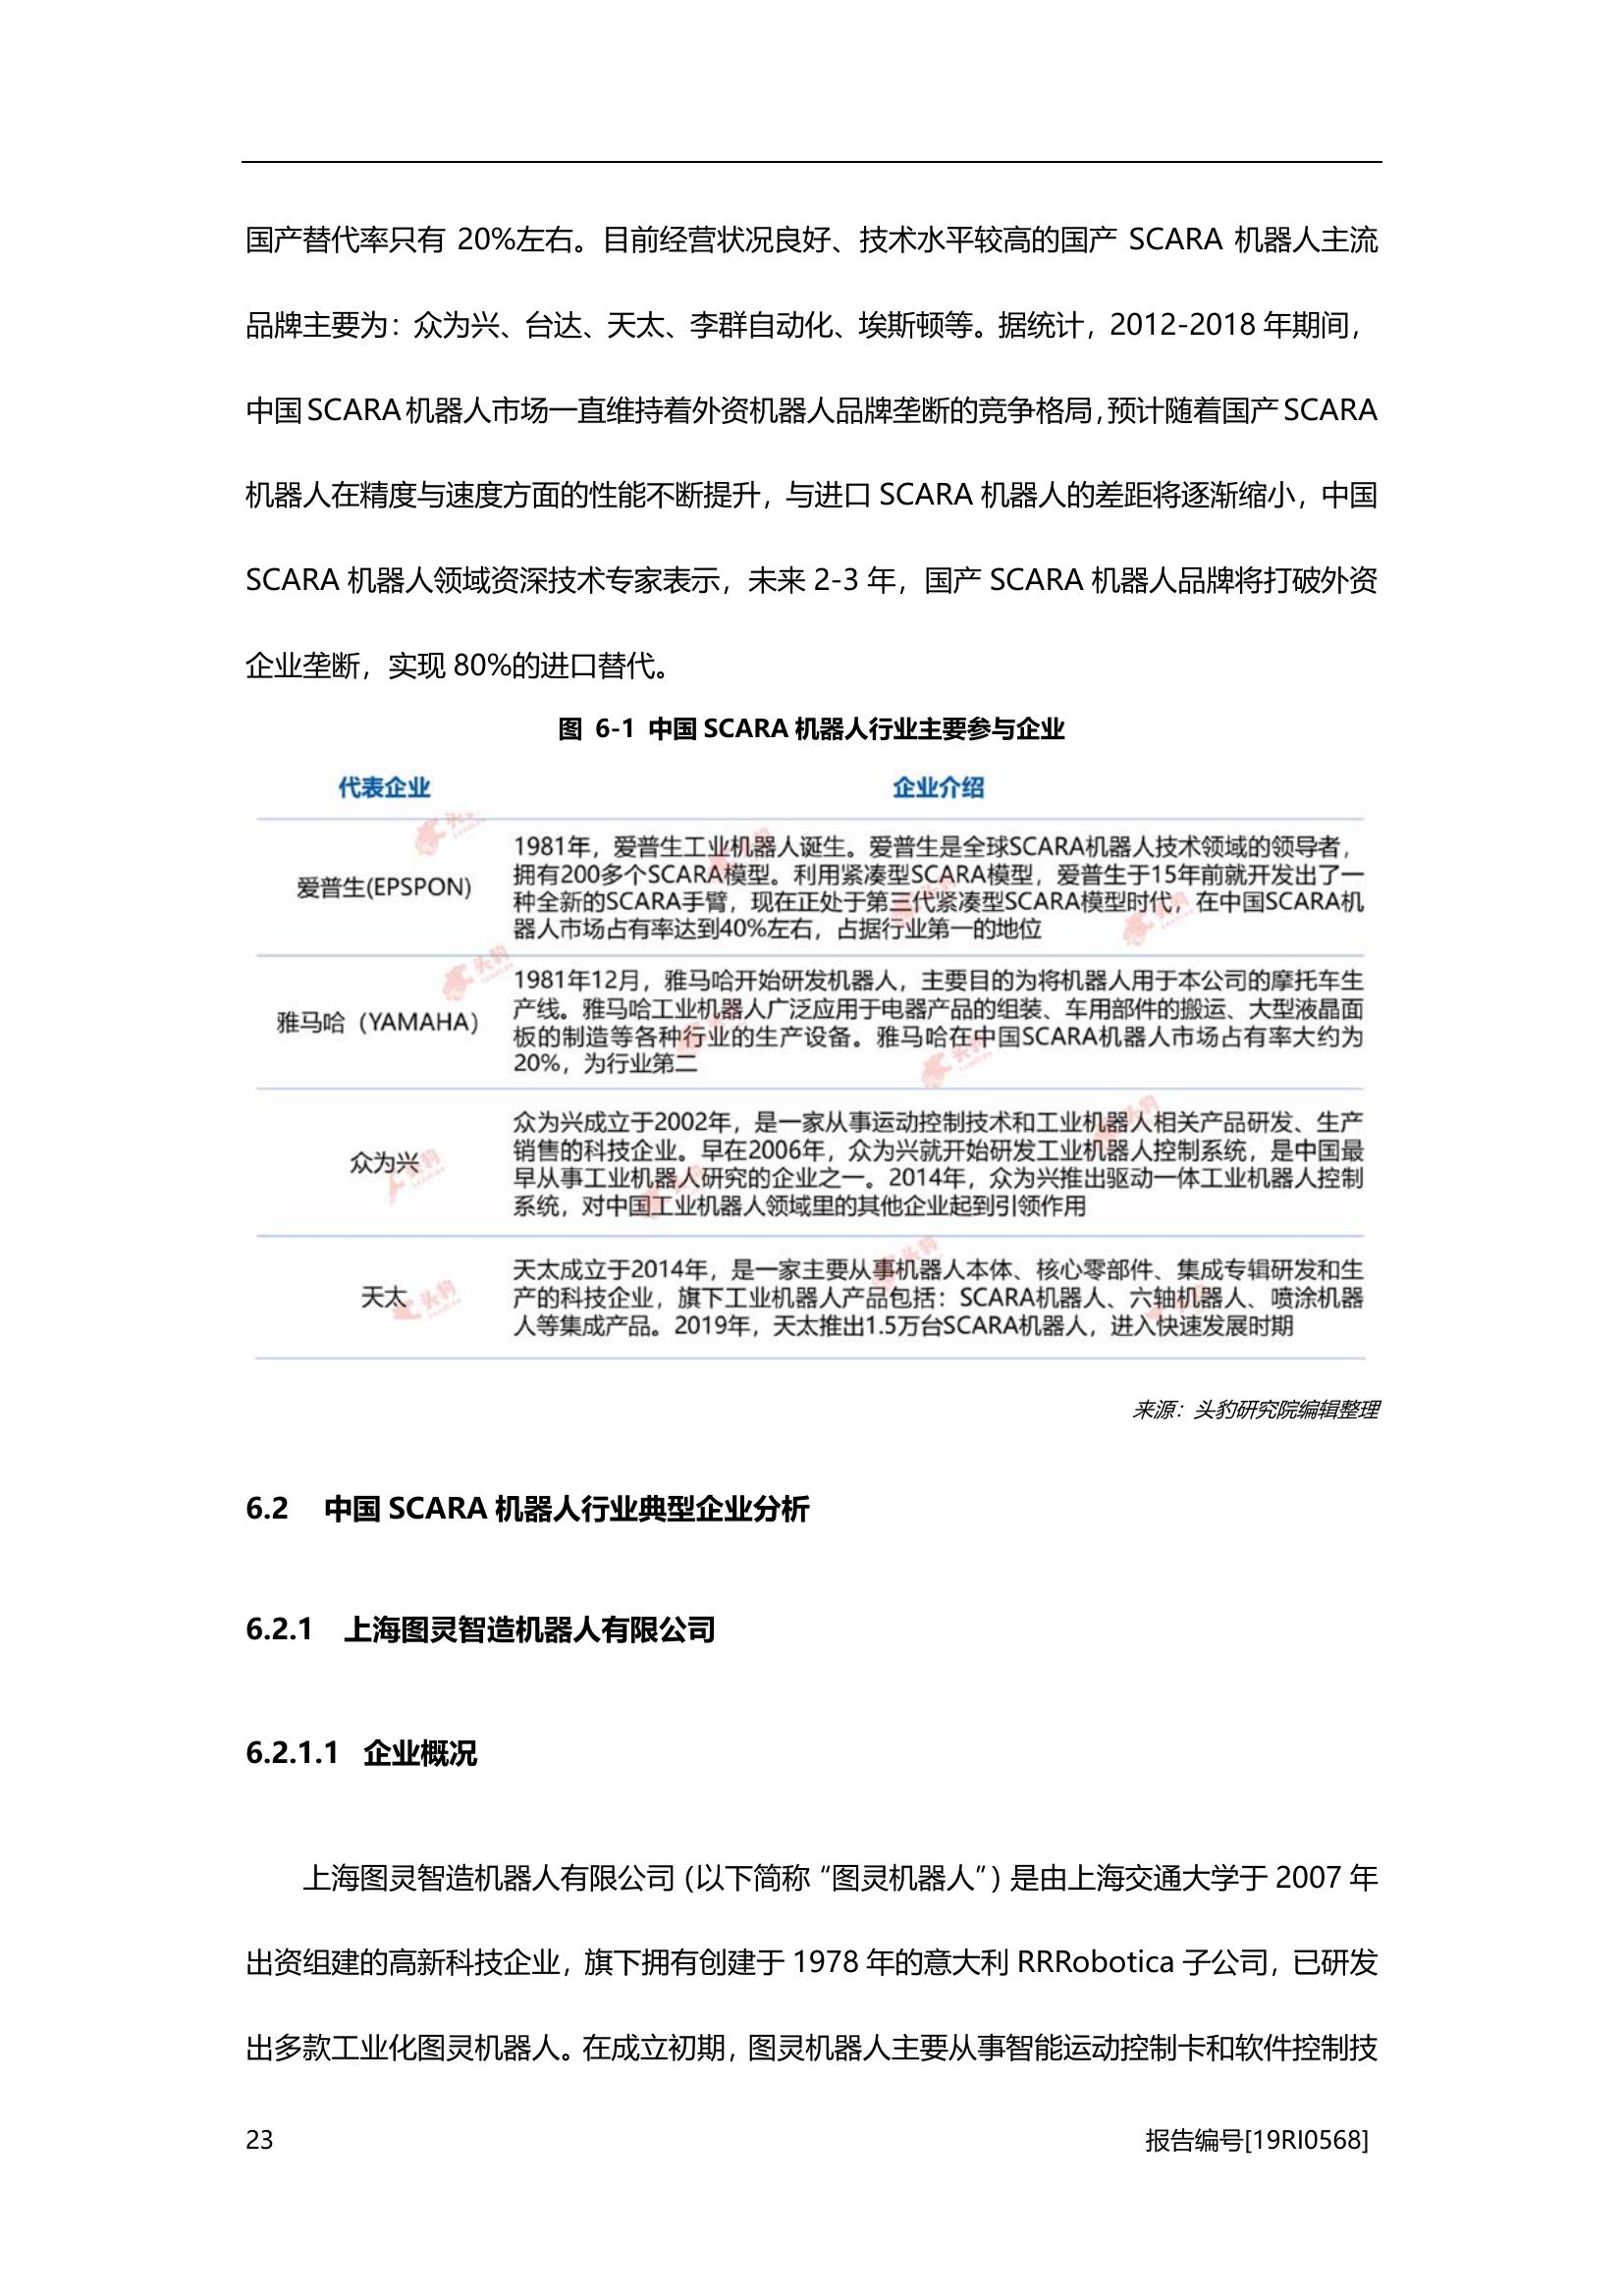 国产替代率只有 20%左右。目前经营状况良好、技术水平较高的国产 SCARA 机器人主流
品牌主要为：众为兴、台达、天太、李群自动化、埃斯顿等。据统计，2012-2018 年期间，
中国 SCARA 机器人市场一直维持着外资机器人品牌垄断的竞争格局，预计随着国产 SCARA
机器人在精度与速度方面的性能不断提升，与进口 SCARA 机器人的差距将逐渐缩小，中国
SCARA 机器人领域资深技术专家表示，未来 2-3 年，国产 SCARA 机器人品牌将打破外资
企业垄断，实现 80%的进口替代。
图 6-1 中国 SCARA 机器人行业主要参与企业
代表企业 企业介绍
爱普生(EPSPON)
1981年，爱普生工业机器人诞生。爱普生是全球SCARA机器人技术领域的领导者，
拥有200多个SCARA模型。利用紧凑型SCARA模型，爱普生于15年前就开发出了一
种全新的SCARA手臂，现在正处于第三代紧凑型SCARA模型时代，在中国SCARA机
器人市场占有率达到40%左右，占据行业第一的地位
雅马哈（YAMAHA）
1981年12月，雅马哈开始研发机器人，主要目的为将机器人用于本公司的摩托车生
产线。雅马哈工业机器人广泛应用于电器产品的组装、车用部件的搬运、大型液晶面
板的制造等各种行业的生产设备。雅马哈在中国SCARA机器人市场占有率大约为
20%，为行业第二
众为兴
众为兴成立于2002年，是一家从事运动控制技术和工业机器人相关产品研发、生产
销售的科技企业。早在2006年，众为兴就开始研发工业机器人控制系统，是中国最
早从事工业机器人研究的企业之一。2014年，众为兴推出驱动一体工业机器人控制
系统，对中国工业机器人领域里的其他企业起到引领作用
天太
天太成立于2014年，是一家主要从事机器人本体、核心零部件、集成专辑研发和生
产的科技企业，旗下工业机器人产品包括：SCARA机器人、六轴机器人、喷涂机器
人等集成产品。2019年，天太推出1.5万台SCARA机器人，进入快速发展时期
来源：头豹研究院编辑整理
6.2 中国 SCARA 机器人行业典型企业分析
6.2.1 上海图灵智造机器人有限公司
6.2.1.1 企业概况
上海图灵智造机器人有限公司（以下简称“图灵机器人”）是由上海交通大学于 2007 年
出资组建的高新科技企业，旗下拥有创建于 1978 年的意大利 RRRobotica 子公司，已研发
出多款工业化图灵机器人。在成立初期，图灵机器人主要从事智能运动控制卡和软件控制技
23 报告编号[19RI0568]